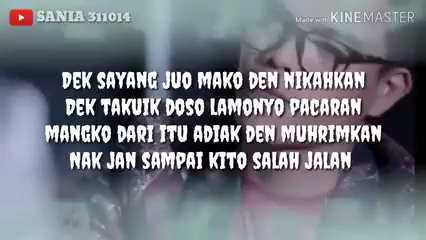 SANIA 311014
Made with KINEMASTER
DEK SAYANG JUO MAKO DEN NIKAHKAN
DEK TAKUIK DOSO LAMONYO PACARAN
MANGKO DARI ITU ADIAK DEN MUHRIMKAN
NAK JAN SAMPAI KITO SALAH JALAN